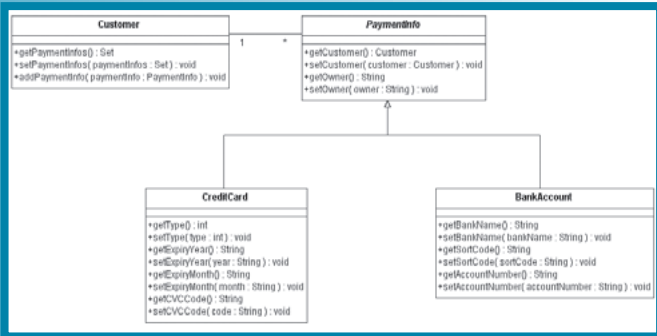 Customer
+getPaymentInfos() : Set
+setPaymentInfos( paymentInfos : Set ) : void
+addPaymentInfo( paymentInfo : PaymentInfo ) : void
1
*
PaymentInfo
+getCustomer() : Customer
+setCustomer( customer : Customer ) : void
+getOwner() : String
+setOwner( owner : String ) : void
CreditCard
+getType() : int
+setType( type : int ) : void
+getExpiryYear() : String
+setExpiryYear( year : String ) : void
+getExpiryMonth() : String
+setExpiryMonth( month : String ) : void
+getCVCCode() : String
+setCVCCode( code : String ) : void
BankAccount
+getBankName() : String
+setBankName( bankName : String ) : void
+getSortCode() : String
+setSortCode( sortCode : String ) : void
+getAccountNumber() : String
+setAccountNumber( accountNumber : String ) : void